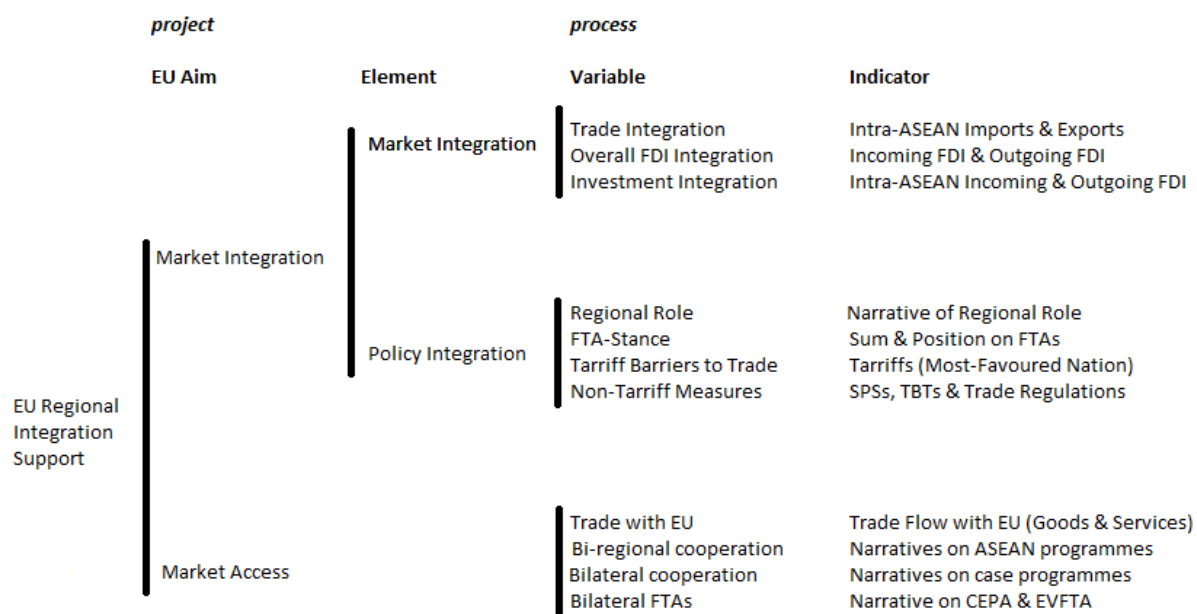 project process
EU Aim Element Variable Indicator
Market Integration
Trade Integration Intra-ASEAN Imports & Exports
Overall FDI Integration Incoming FDI & Outgoing FDI
Investment Integration Intra-ASEAN Incoming & Outgoing FDI
Market Integration
Policy Integration
Regional Role Narrative of Regional Role
FTA-Stance Sum & Position on FTAs
Tarriff Barriers to Trade Tarriffs (Most-Favoured Nation)
Non-Tarriff Measures SPSs, TBTs & Trade Regulations
EU Regional
Integration
Support
Market Access
Trade with EU Trade Flow with EU (Goods & Services)
Bi-regional cooperation Narratives on ASEAN programmes
Bilateral cooperation Narratives on case programmes
Bilateral FTAs Narrative on CEPA & EVFTA